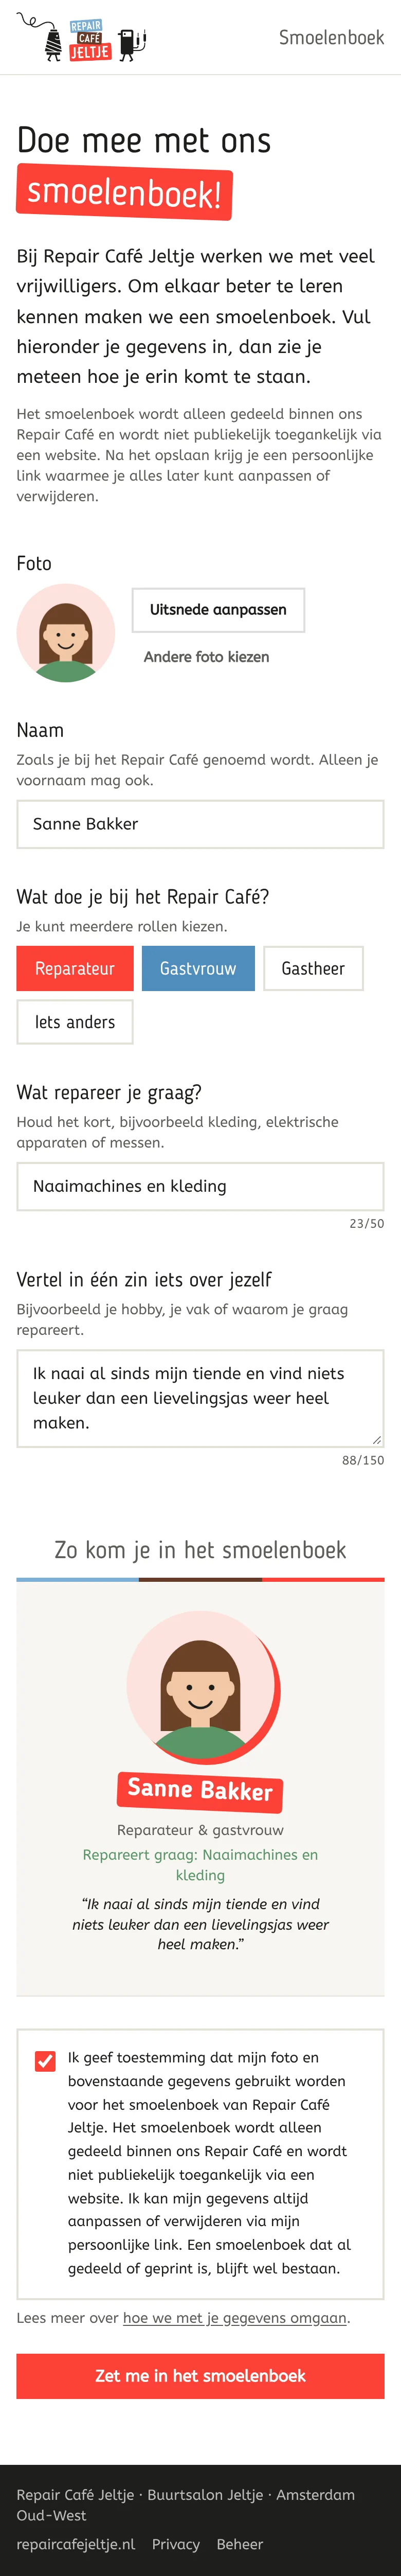 REPAIR
CAFÉ
JELTJE
Smoelenboek
Doe mee met ons
smoelenboek!
Bij Repair Café Jeltje werken we met veel
vrijwilligers. Om elkaar beter te leren
kennen maken we een smoelenboek. Vul
hieronder je gegevens in, dan zie je
meteen hoe je erin komt te staan.
Het smoelenboek wordt alleen gedeeld binnen ons
Repair Café en wordt niet publiekelijk toegankelijk via
een website. Na het opslaan krijg je een persoonlijke
link waarmee je alles later kunt aanpassen of
verwijderen.
Foto
Uitsnede aanpassen
Andere foto kiezen
Naam
Zoals je bij het Repair Café genoemd wordt. Alleen je
voornaam mag ook.
Sanne Bakker
Wat doe je bij het Repair Café?
Je kunt meerdere rollen kiezen.
Reparateur
Gastvrouw
Gastheer
Iets anders
Wat repareer je graag?
Houd het kort, bijvoorbeeld kleding, elektrische
apparaten of messen.
Naaimachines en kleding
23/50
Vertel in één zin iets over jezelf
Bijvoorbeeld je hobby, je vak of waarom je graag
repareert.
Ik naai al sinds mijn tiende en vind niets
leuker dan een lievelingsjas weer heel
maken.
88/150
Zo kom je in het smoelenboek
Sanne Bakker
Reparateur & gastvrouw
Repareert graag: Naaimachines en
kleding
“Ik naai al sinds mijn tiende en vind
niets leuker dan een lievelingsjas weer
heel maken.”
Ik geef toestemming dat mijn foto en
bovenstaande gegevens gebruikt worden
voor het smoelenboek van Repair Café
Jeltje. Het smoelenboek wordt alleen
gedeeld binnen ons Repair Café en wordt
niet publiekelijk toegankelijk via een
website. Ik kan mijn gegevens altijd
aanpassen of verwijderen via mijn
persoonlijke link. Een smoelenboek dat al
gedeeld of geprint is, blijft wel bestaan.
Lees meer over hoe we met je gegevens omgaan.
Zet me in het smoelenboek
Repair Café Jeltje · Buurtsalon Jeltje · Amsterdam
Oud-West
repaircafejeltje.nl Privacy Beheer